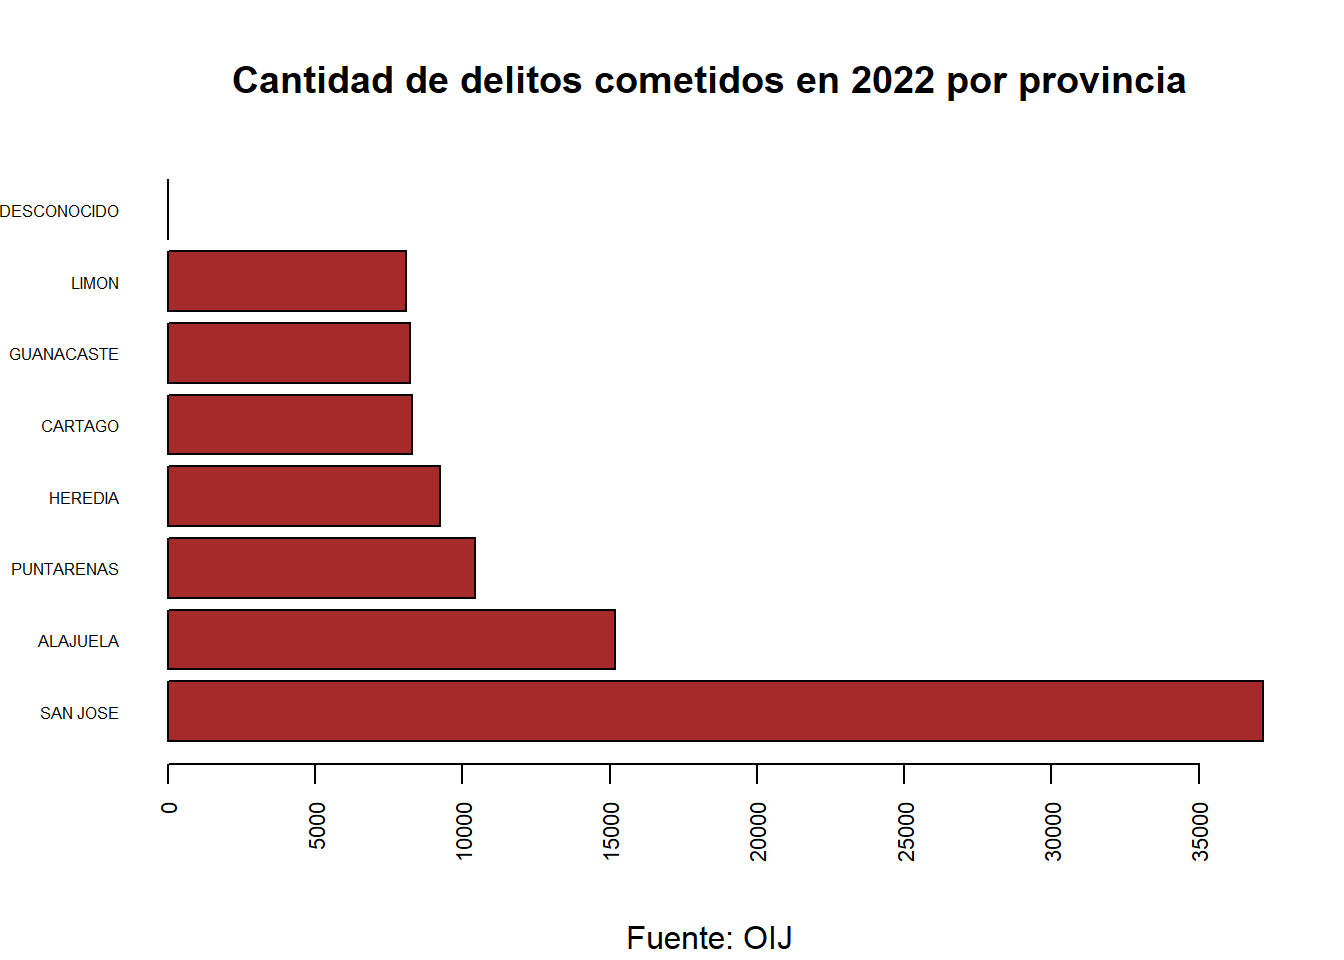 Cantidad de delitos cometidos en 2022 por provincia
DESCONOCIDO
LIMON
GUANACASTE
CARTAGO
HEREDIA
PUNTARENAS
ALAJUELA
SAN JOSE
0
5000
10000
15000
20000
25000
30000
35000
Fuente: OIJ